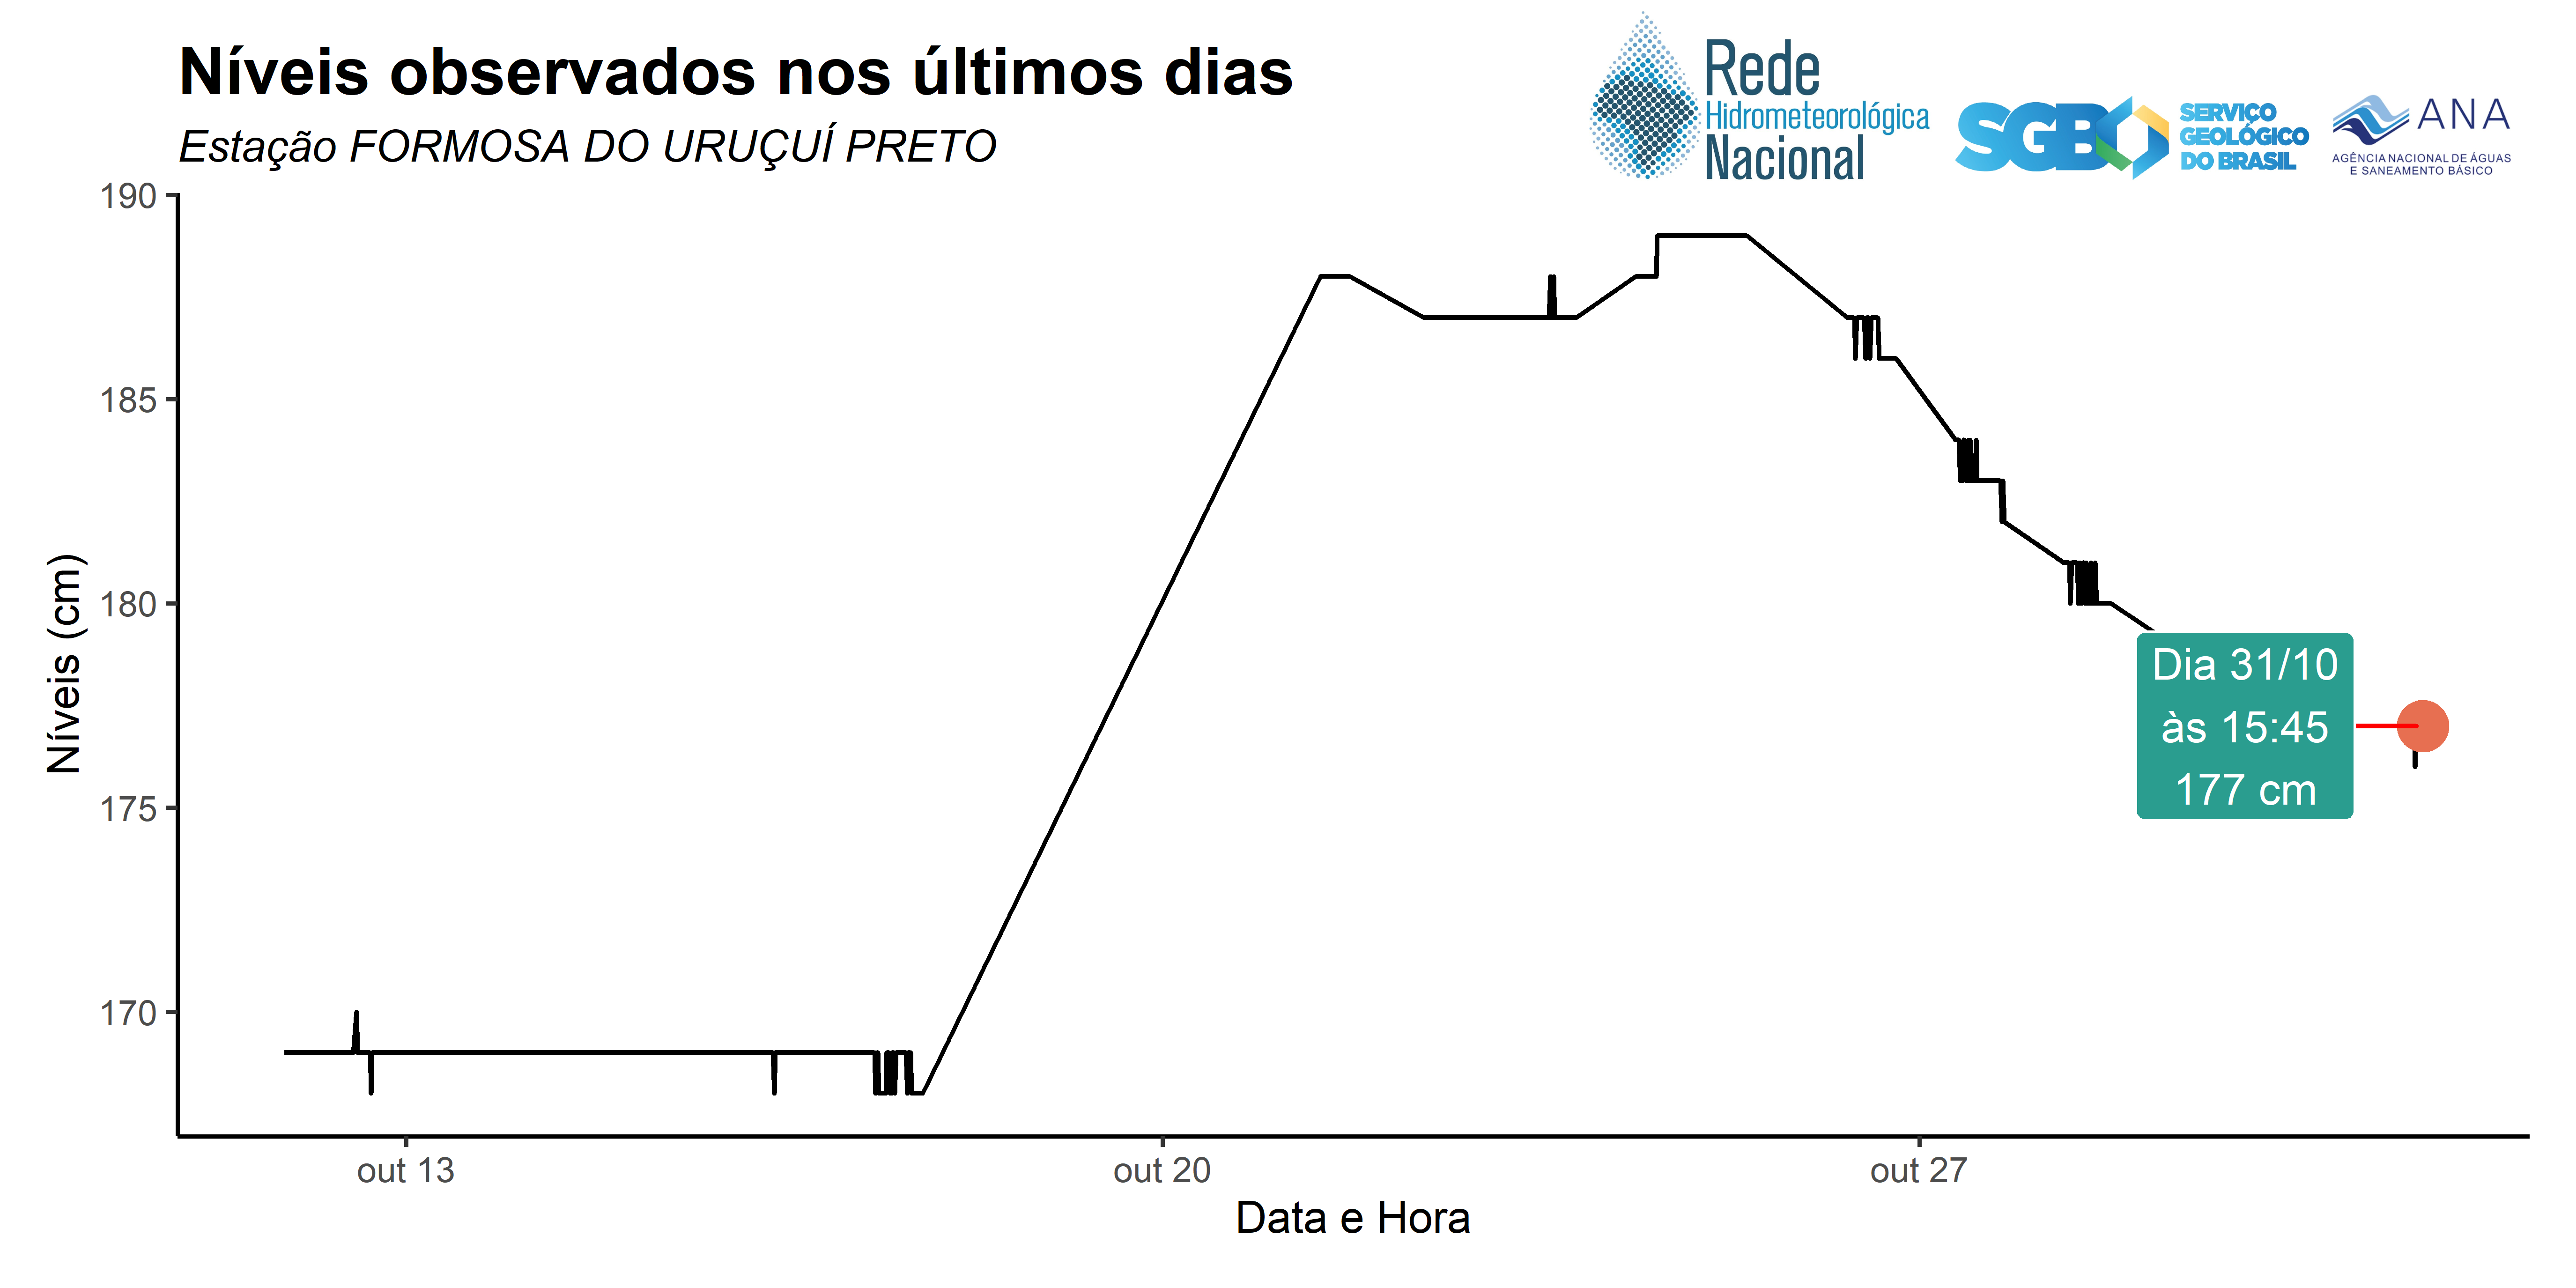 Níveis observados nos últimos dias
Estação FORMOSA DO URUÇUÍ PRETO
Rede
Hidrometeorológica
Nacional
SGB
SERVIÇO
GEOLÓGICO
DO BRASIL
ANA
AGÊNCIA NACIONAL DE ÁGUAS
E SANEAMENTO BÁSICO
190
185
180
175
170
Níveis (cm)
Dia 31/10
às 15:45
177 cm
out 13
out 20
out 27
Data e Hora